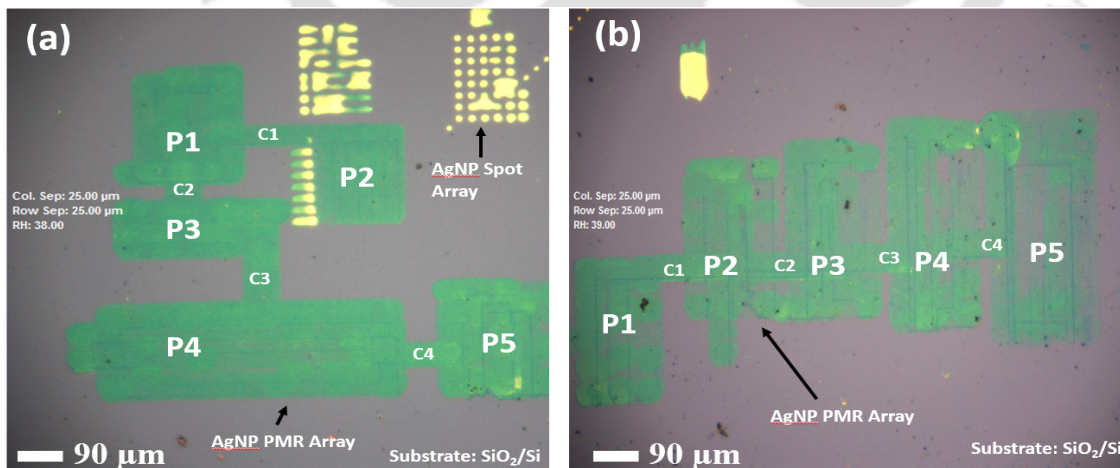 (a)
P1
C1
P2
C2
P3
C3
P4
C4
P5
AgNP Spot
Array
Col. Sep: 25.00 µm
Row Sep: 25.00 µm
RH: 38.00
AgNP PMR Array
90 µm
Substrate: SiO₂/Si
(b)
Col. Sep: 25.00 µm
Row Sep: 25.00 µm
RH: 39.00
P1
C1
P2
C2
P3
C3
P4
C4
P5
AgNP PMR Array
90 µm
Substrate: SiO₂/Si